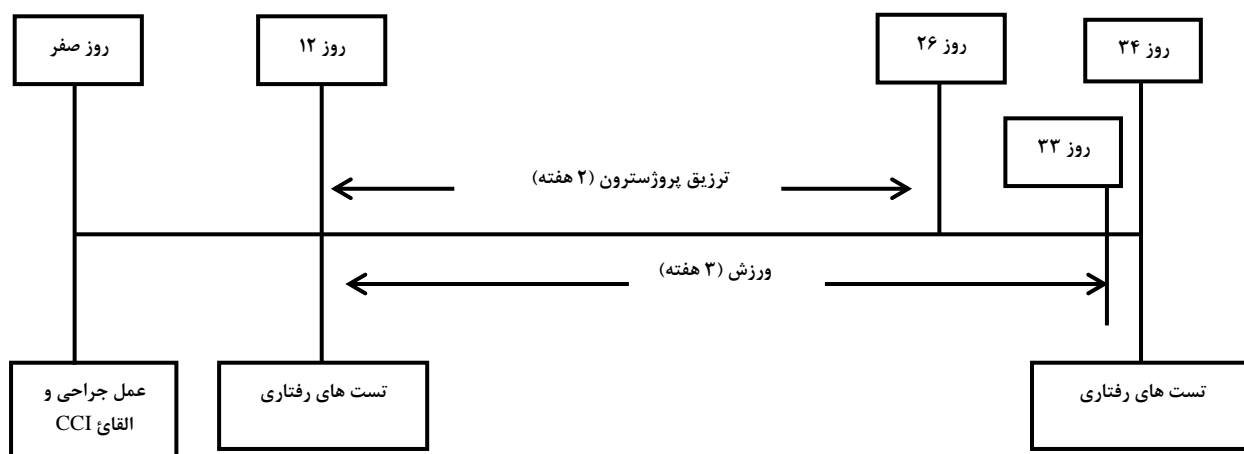 روز صفر
روز ۱۲
روز ۲۶
روز ۳۴
روز ۳۳
ترزیق پروژسترون (۲ هفته)
ورزش (۳ هفته)
عمل جراحی و
القائ CCI
تست های رفتاری
تست های رفتاری